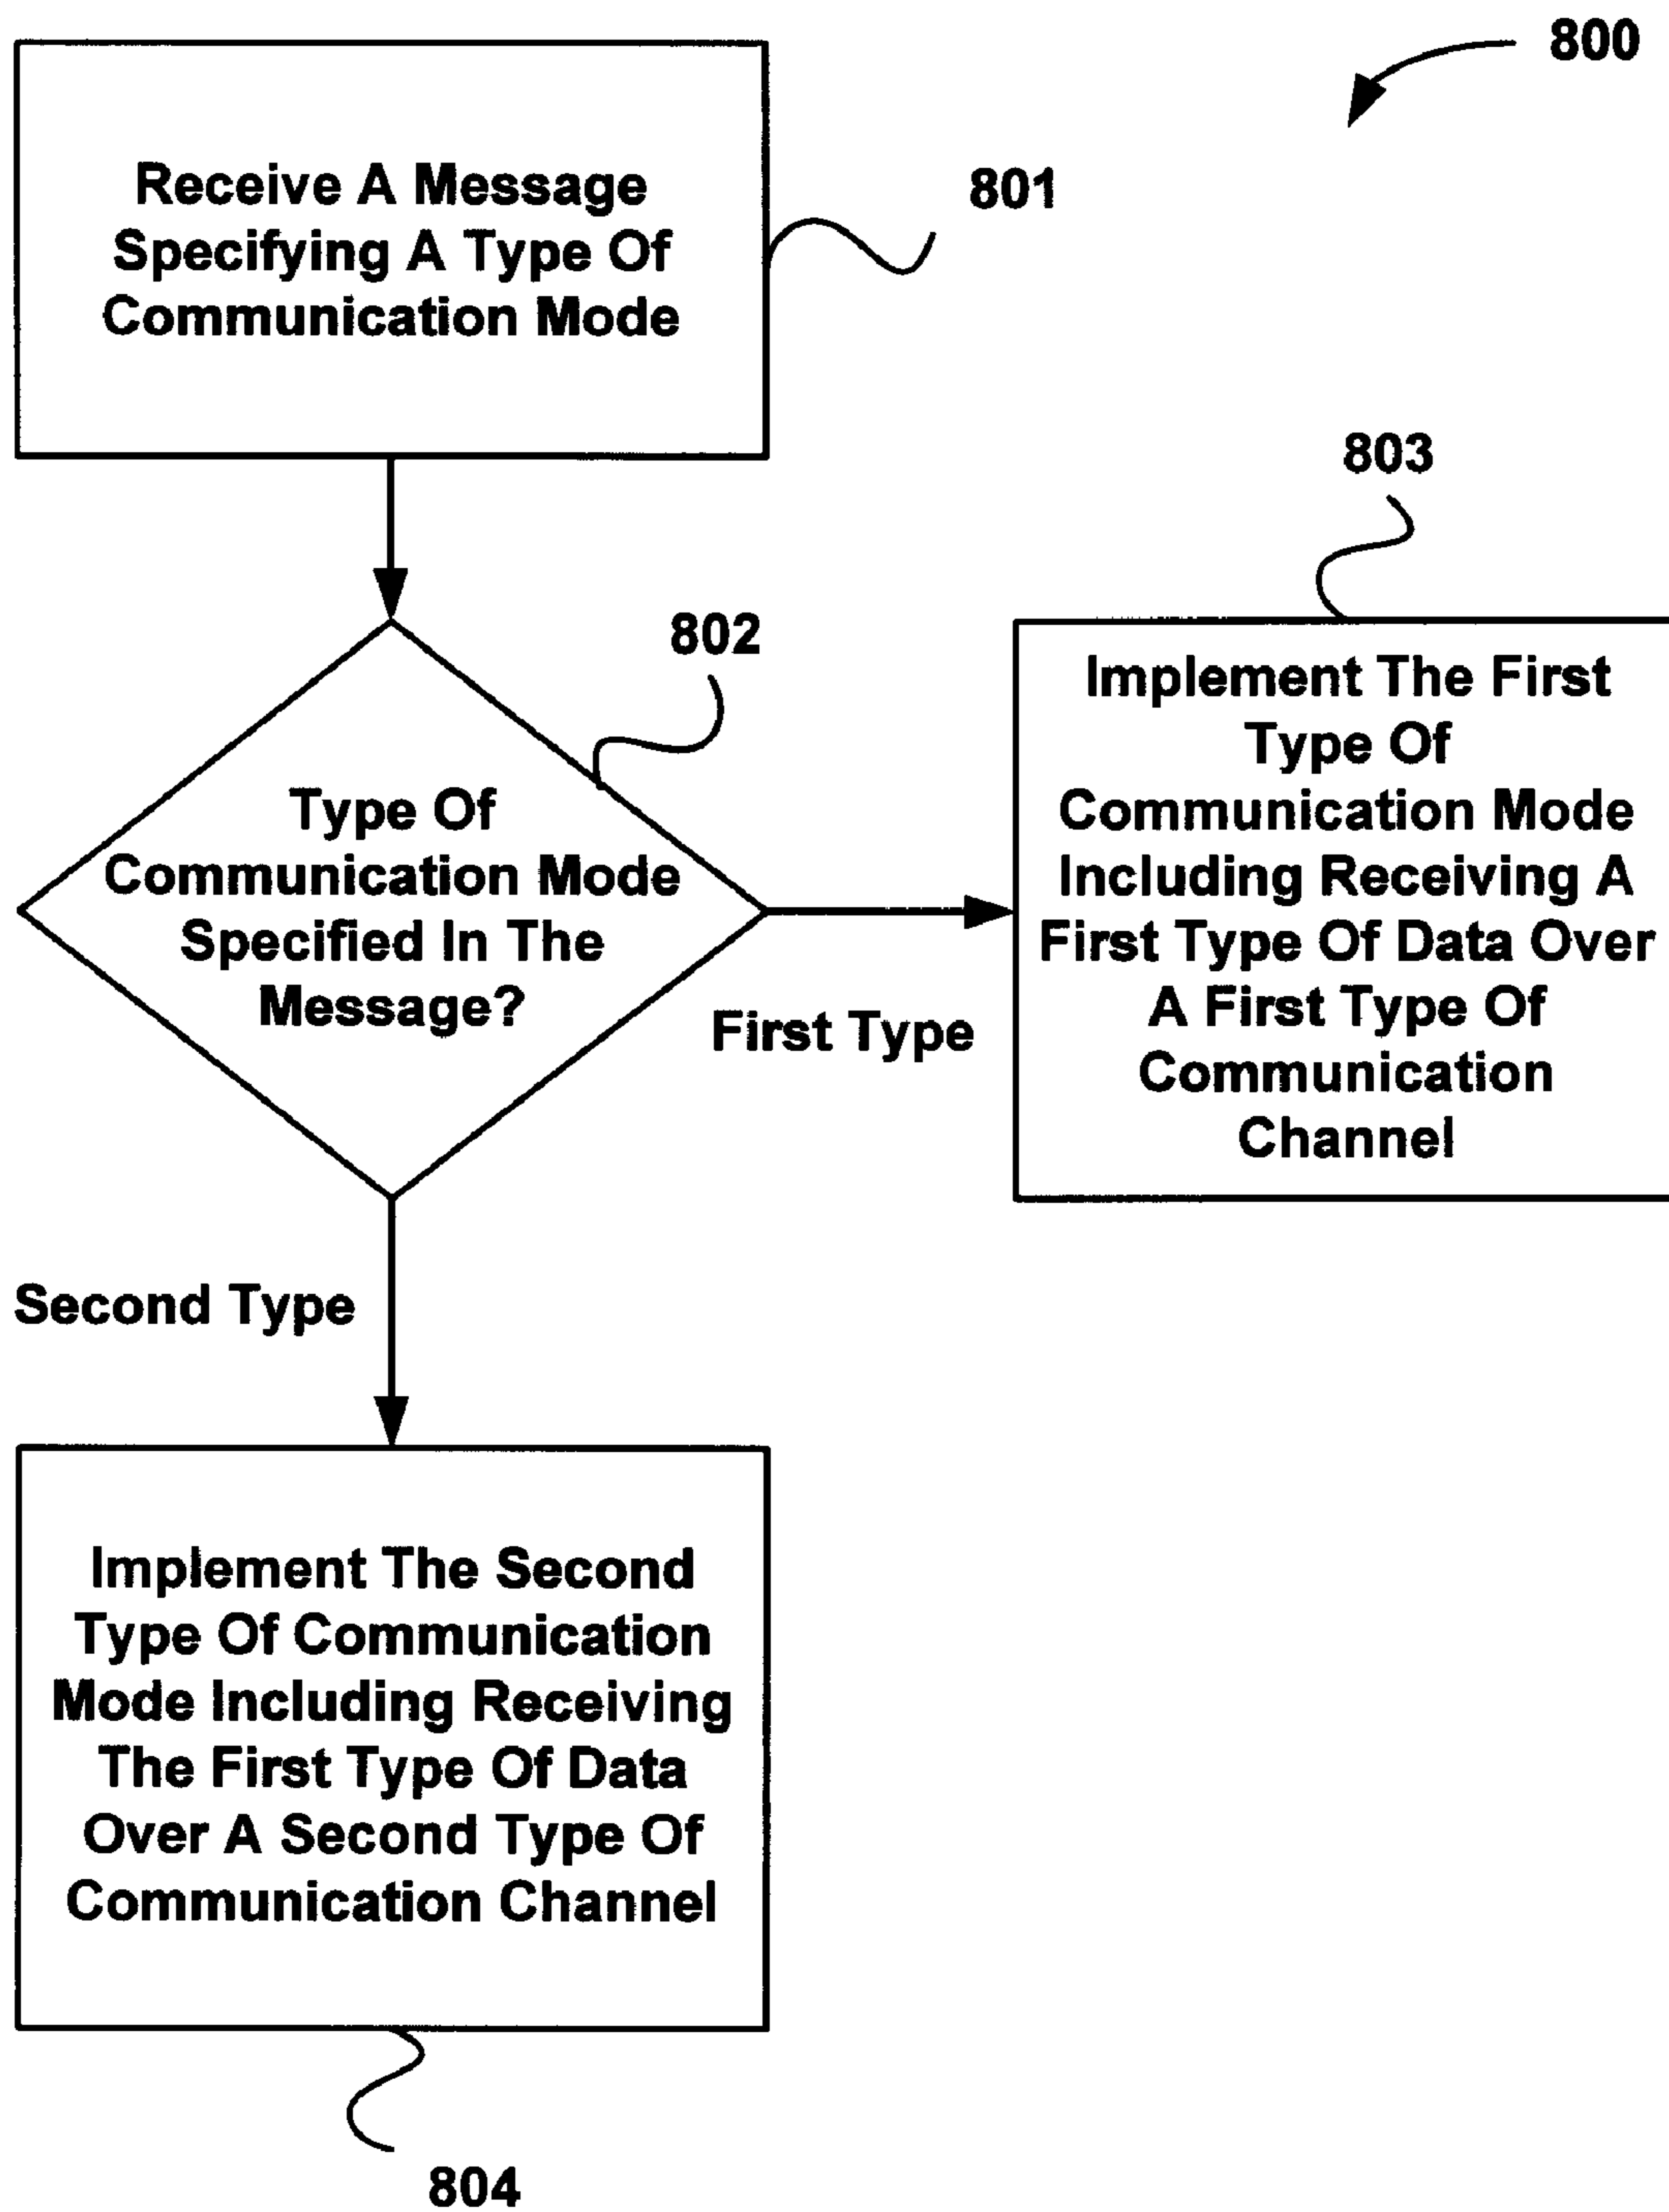 800
Receive A Message
Specifying A Type Of
Communication Mode
801
803
802
Type Of
Communication Mode
Specified In The
Message?
First Type
Implement The First
Type Of
Communication Mode
Including Receiving A
First Type Of Data Over
A First Type Of
Communication
Channel
Second Type
Implement The Second
Type Of Communication
Mode Including Receiving
The First Type Of Data
Over A Second Type Of
Communication Channel
804